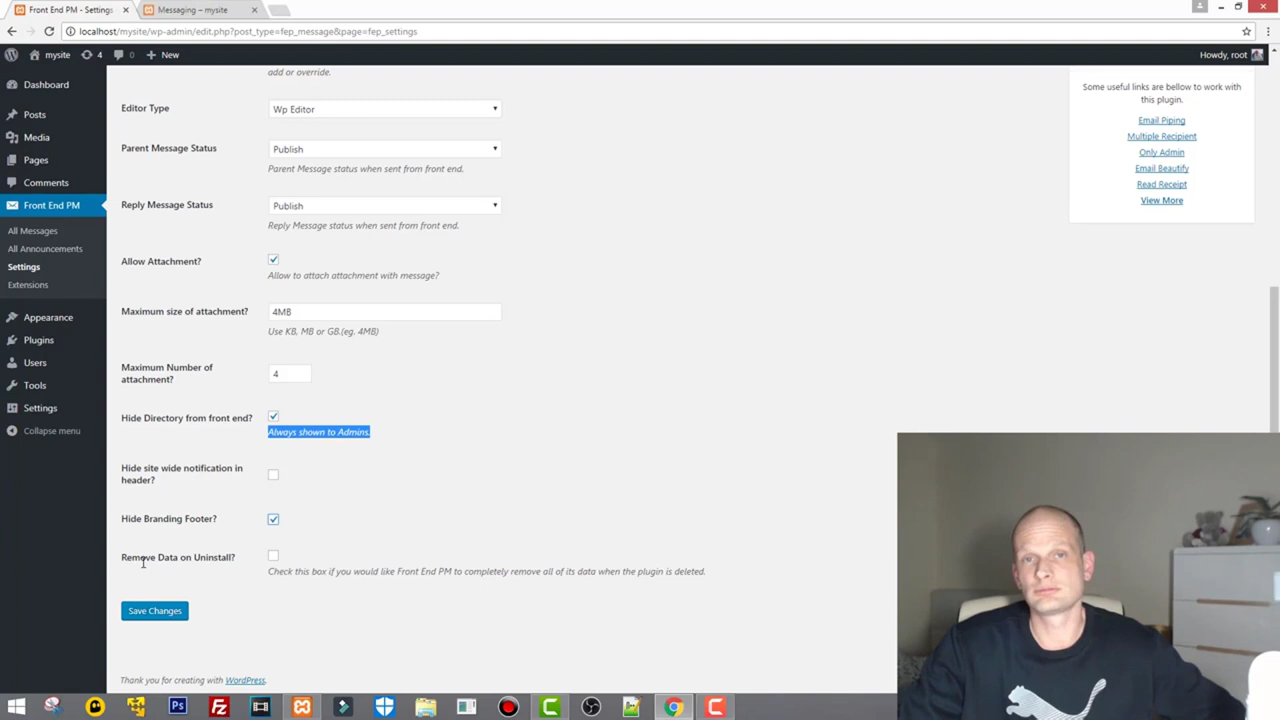 Front End PM - Settings
Messaging – mysite
localhost/mysite/wp-admin/edit.php?post_type=fep_message&page=fep_settings
mysite
4
0
New
Howdy, root
Dashboard
Posts
Media
Pages
Comments
Front End PM
All Messages
All Announcements
Settings
Extensions
Appearance
Plugins
Users
Tools
Settings
Collapse menu
add or override.
Editor Type
Wp Editor
Parent Message Status
Publish
Parent Message status when sent from front end.
Reply Message Status
Publish
Reply Message status when sent from front end.
Allow Attachment?
Allow to attach attachment with message?
Maximum size of attachment?
4MB
Use KB, MB or GB.(eg. 4MB)
Maximum Number of
attachment?
4
Hide Directory from front end?
Always shown to Admins.
Hide site wide notification in
header?
Hide Branding Footer?
Remove Data on Uninstall?
Check this box if you would like Front End PM to completely remove all of its data when the plugin is deleted.
Save Changes
Thank you for creating with WordPress.
Some useful links are bellow to work with
this plugin.
Email Piping
Multiple Recipient
Only Admin
Email Beautify
Read Receipt
View More
Ps
Fz